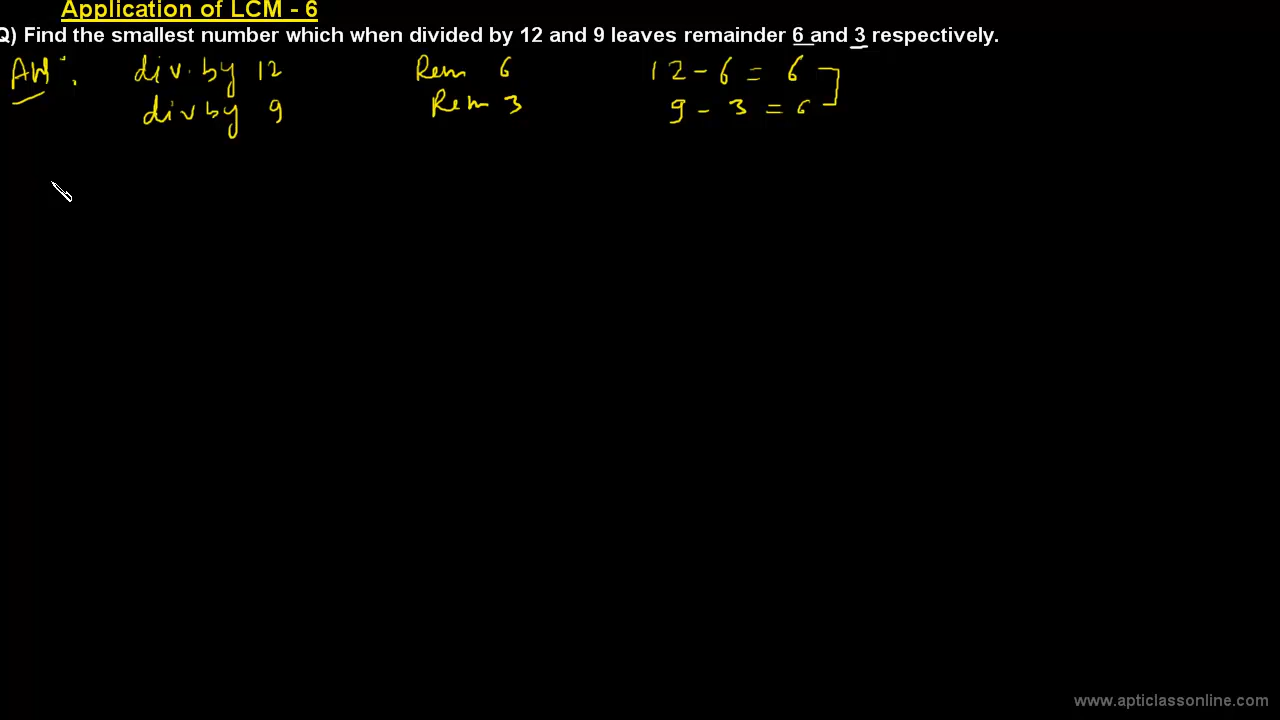 Application of LCM - 6
Q) Find the smallest number which when divided by 12 and 9 leaves remainder 6 and 3 respectively.
Ans : div. by 12 Rem 6 12 - 6 = 6
div by 9 Rem 3 9 - 3 = 6
www.apticlassonline.com